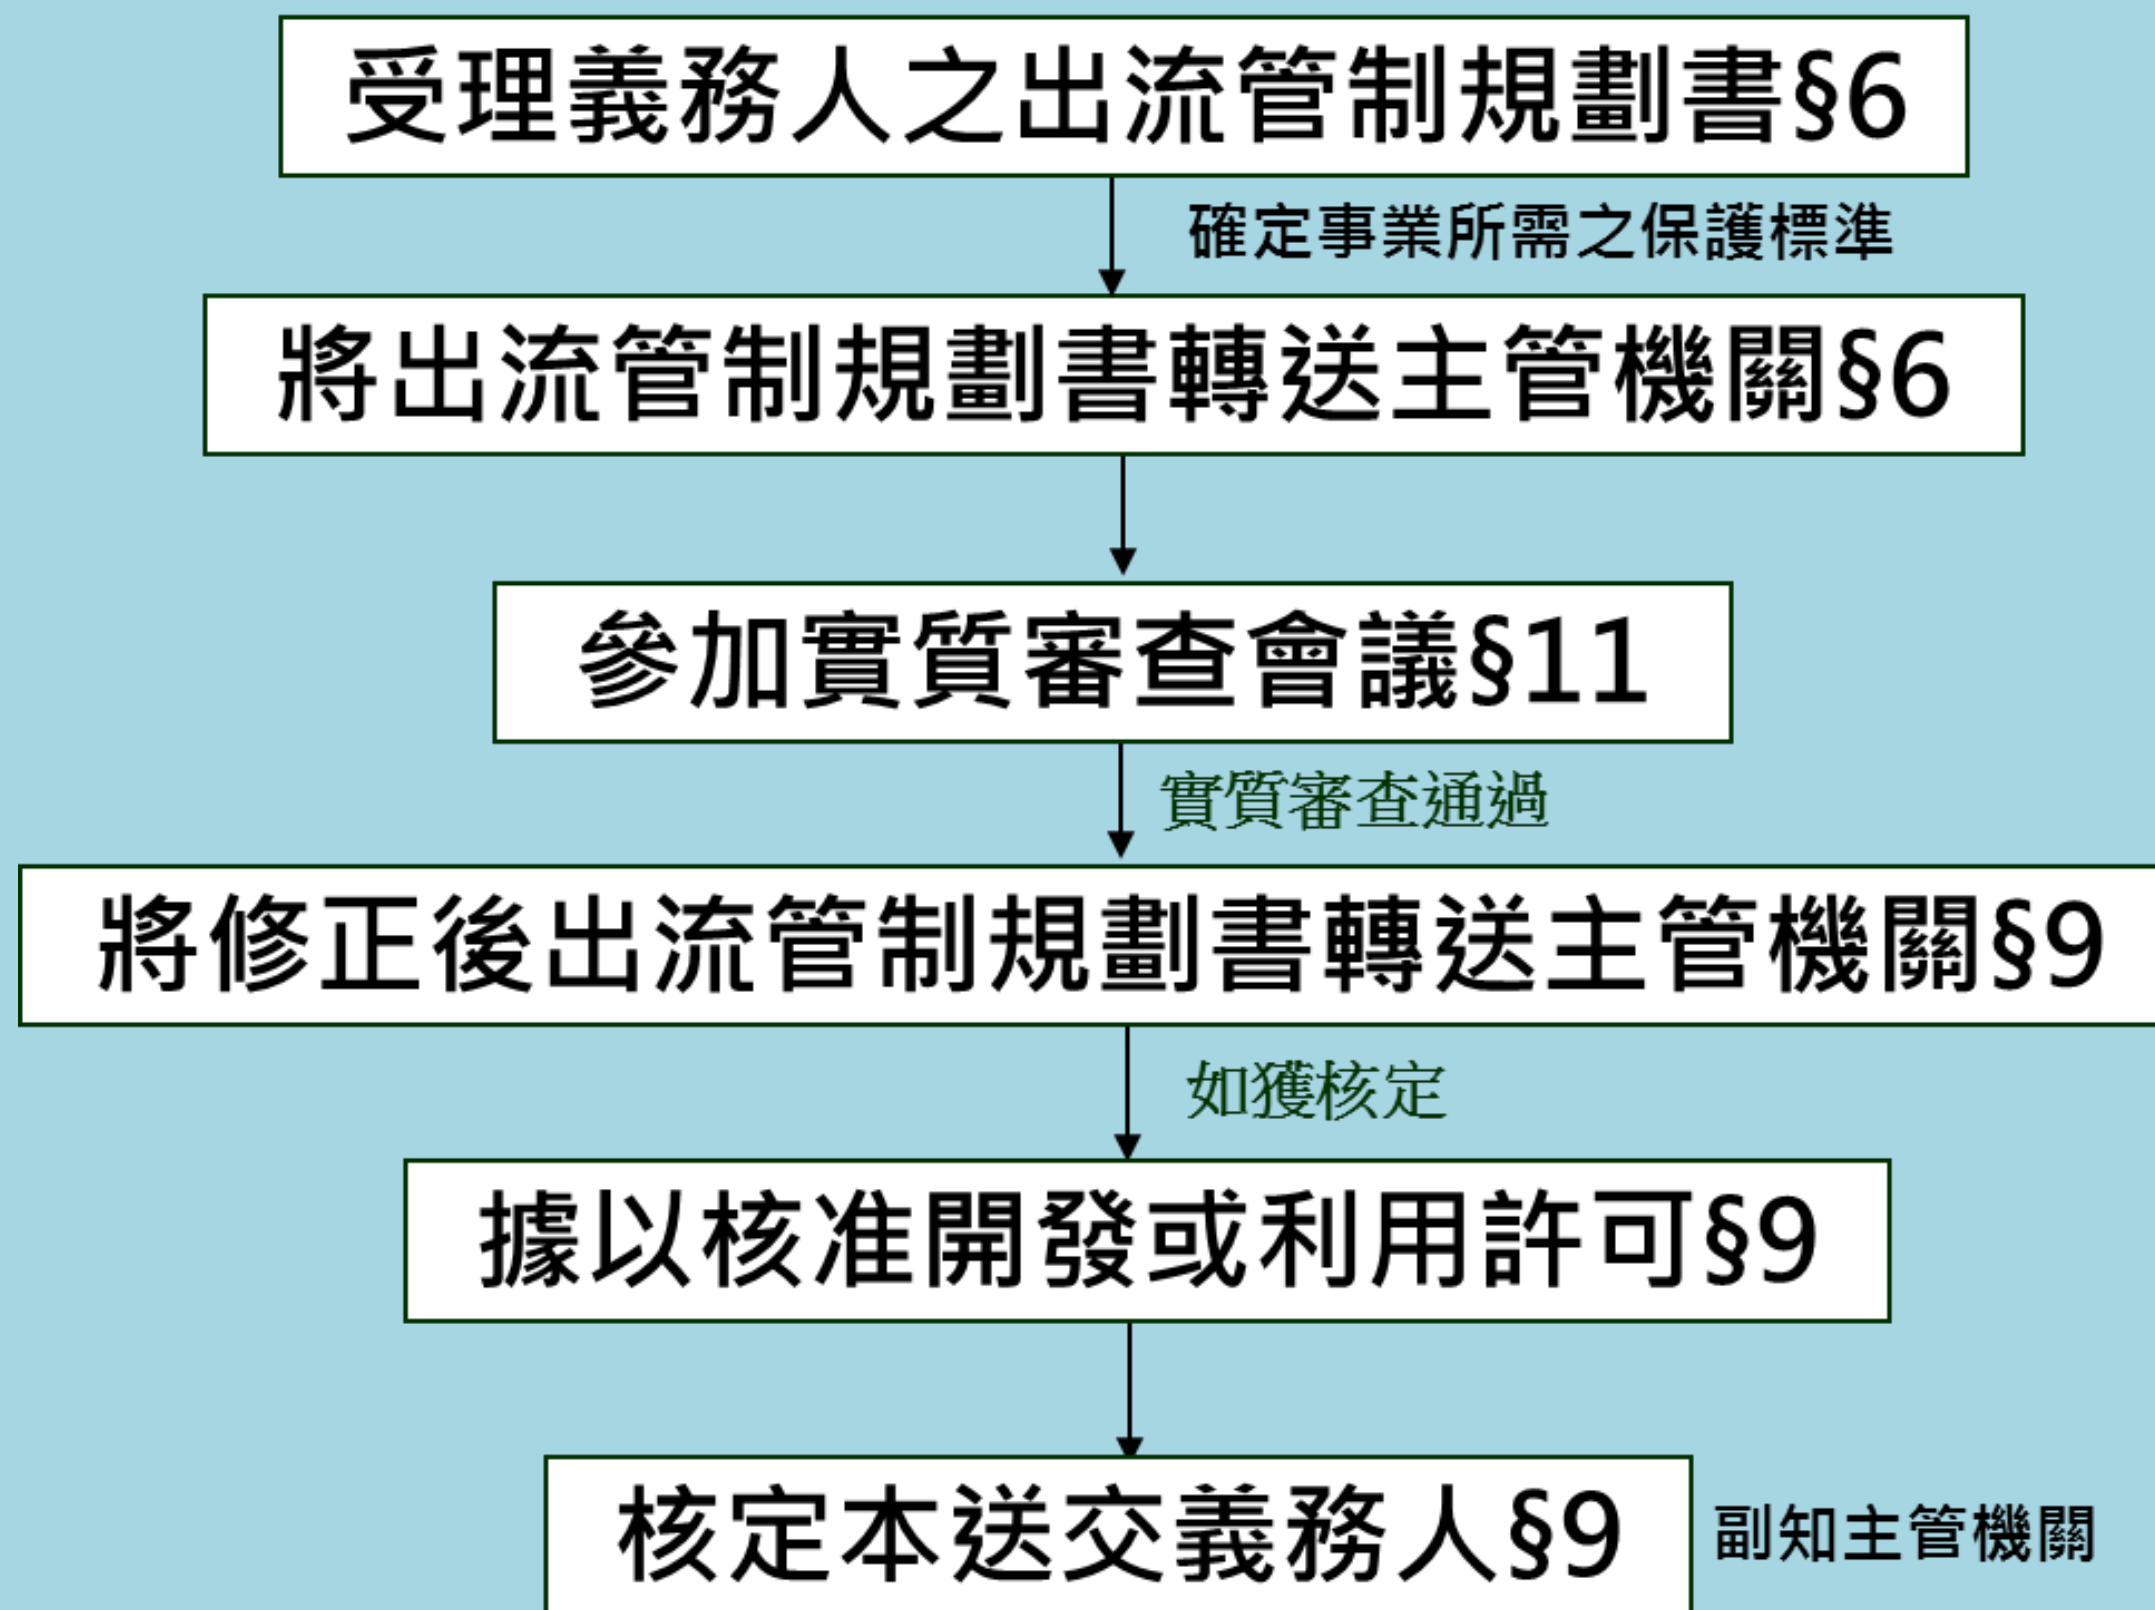 受理義務人之出流管制規劃書§6
確定事業所需之保護標準
將出流管制規劃書轉送主管機關§6
參加實質審查會議§11
實質審查通過
將修正後出流管制規劃書轉送主管機關§9
如獲核定
據以核准開發或利用許可§9
核定本送交義務人§9
副知主管機關